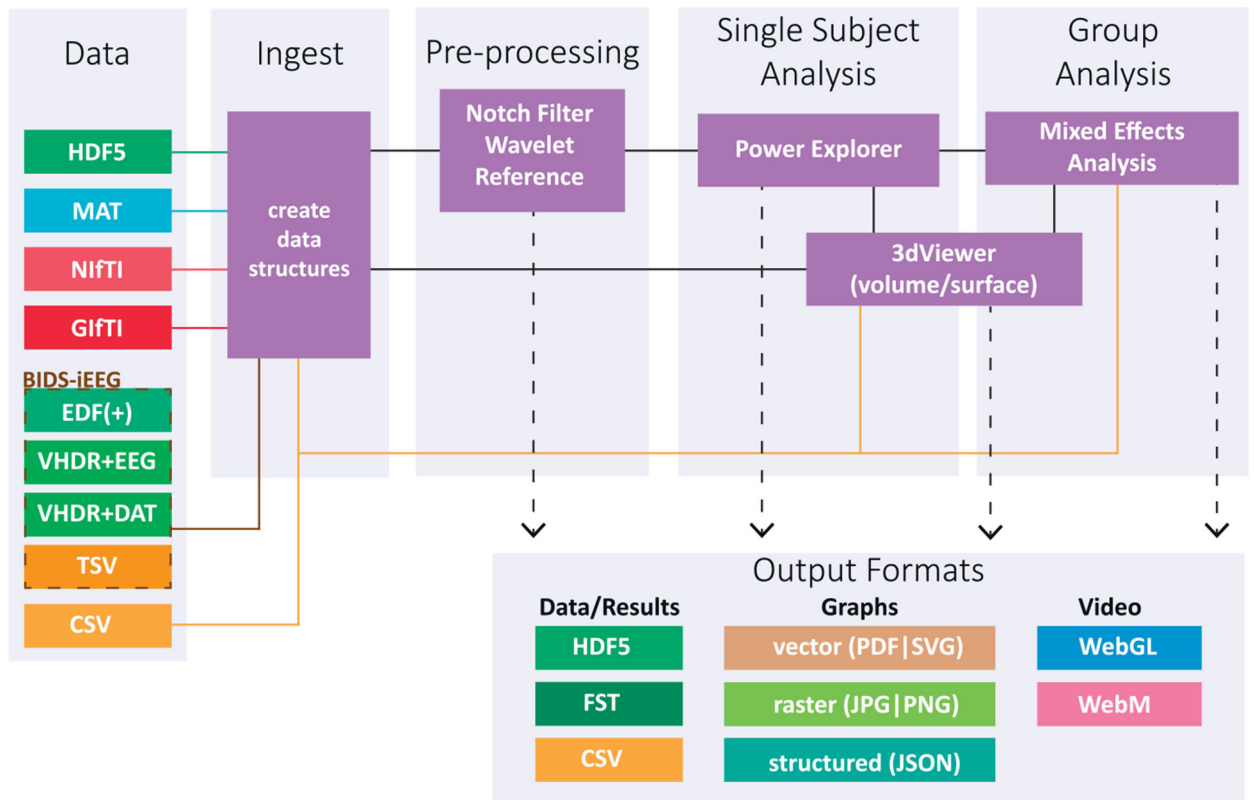 Data
Ingest
Pre-processing
Single Subject
Analysis
Group
Analysis
HDF5
MAT
NIfTI
GIfTI
BIDS-iEEG
EDF(+)
VHDR+EEG
VHDR+DAT
TSV
CSV
create
data
structures
Notch Filter
Wavelet
Reference
Power Explorer
Mixed Effects
Analysis
3dViewer
(volume/surface)
Output Formats
Data/Results
HDF5
FST
CSV
Graphs
vector (PDF|SVG)
raster (JPG|PNG)
structured (JSON)
Video
WebGL
WebM